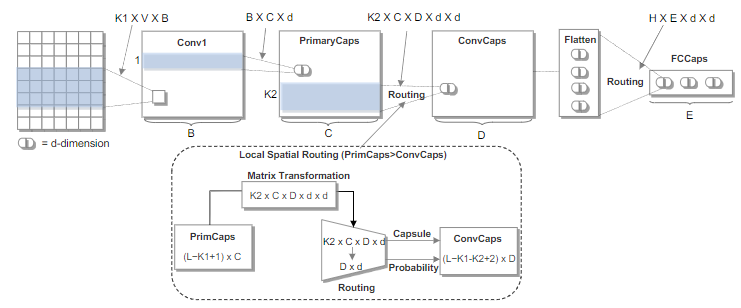 K1 X V X B
B X C X d
K2 X C X D X d X d
H X E X d X d
Conv1
PrimaryCaps
ConvCaps
Flatten
FCCaps
1
K2
Routing
Routing
B
C
D
E
= d-dimension
Local Spatial Routing (PrimCaps>ConvCaps)
Matrix Transformation
K2 x C x D x d x d
PrimCaps
(L−K1+1) x C
K2 x C x D x d
D x d
Routing
Capsule
Probability
ConvCaps
(L−K1-K2+2) x D